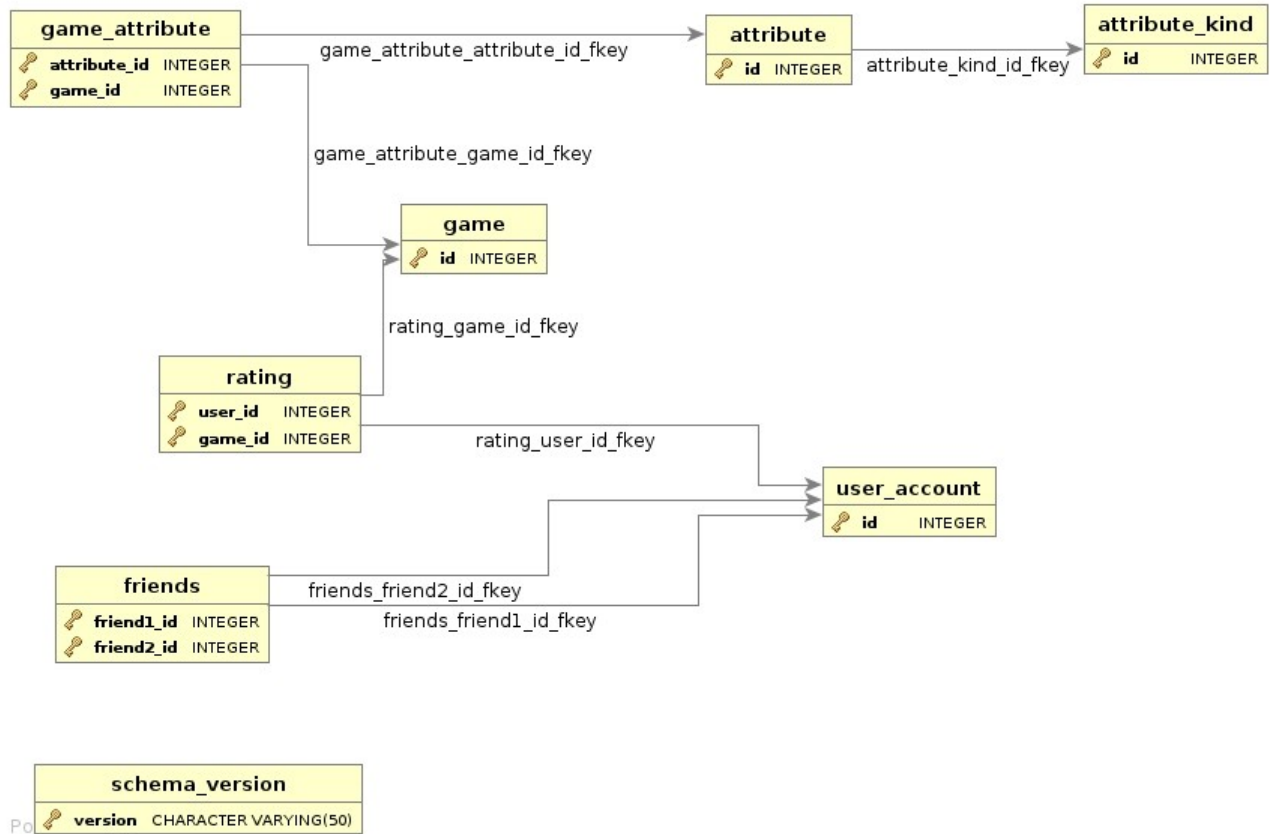 game_attribute
attribute_id INTEGER
game_id INTEGER
game_attribute_attribute_id_fkey
attribute
id INTEGER
attribute_kind_id_fkey
attribute_kind
id INTEGER
game_attribute_game_id_fkey
game
id INTEGER
rating_game_id_fkey
rating
user_id INTEGER
game_id INTEGER
rating_user_id_fkey
user_account
id INTEGER
friends
friend1_id INTEGER
friend2_id INTEGER
friends_friend2_id_fkey
friends_friend1_id_fkey
schema_version
version CHARACTER VARYING(50)
Po